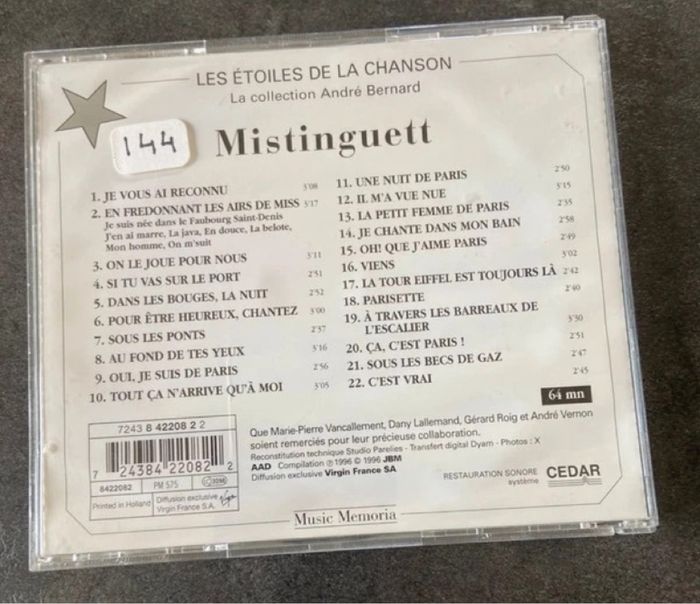 LES ÉTOILES DE LA CHANSON
La collection André Bernard
144
Mistinguett
1. JE VOUS AI RECONNU 3'08
2. EN FREDONNANT LES AIRS DE MISS 3'17
Je suis née dans le Faubourg Saint-Denis
J'en ai marre, La java, En douce, La belote,
Mon homme, On m'suit
3. ON LE JOUE POUR NOUS 3'11
4. SI TU VAS SUR LE PORT 2'51
5. DANS LES BOUGES, LA NUIT 2'52
6. POUR ÊTRE HEUREUX, CHANTEZ 3'00
7. SOUS LES PONTS 2'37
8. AU FOND DE TES YEUX 3'16
9. OUI, JE SUIS DE PARIS 2'56
10. TOUT ÇA N'ARRIVE QU'À MOI 3'05
11. UNE NUIT DE PARIS 2'50
12. IL M'A VUE NUE 3'15
13. LA PETIT FEMME DE PARIS 2'35
14. JE CHANTE DANS MON BAIN 2'58
15. OH! QUE J'AIME PARIS 2'49
16. VIENS 3'02
17. LA TOUR EIFFEL EST TOUJOURS LÀ 2'42
18. PARISETTE 2'40
19. À TRAVERS LES BARREAUX DE
L'ESCALIER 3'30
20. ÇA, C'EST PARIS ! 2'51
21. SOUS LES BECS DE GAZ 2'47
22. C'EST VRAI 2'45
64 mn
7243 8 42208 2 2
7 24384 22082 2
8422082 PM 575
Printed in Holland Diffusion exclusive
Virgin France S.A. Virgin
Que Marie-Pierre Vancallement, Dany Lallemand, Gérard Roig et André Vernon
soient remerciés pour leur précieuse collaboration.
Reconstitution technique Studio Parelies - Transfert digital Dyam - Photos : X
AAD Compilation ℗ 1996 © 1996 JBM
Diffusion exclusive Virgin France SA
RESTAURATION SONORE
système
CEDAR
Music Memoria